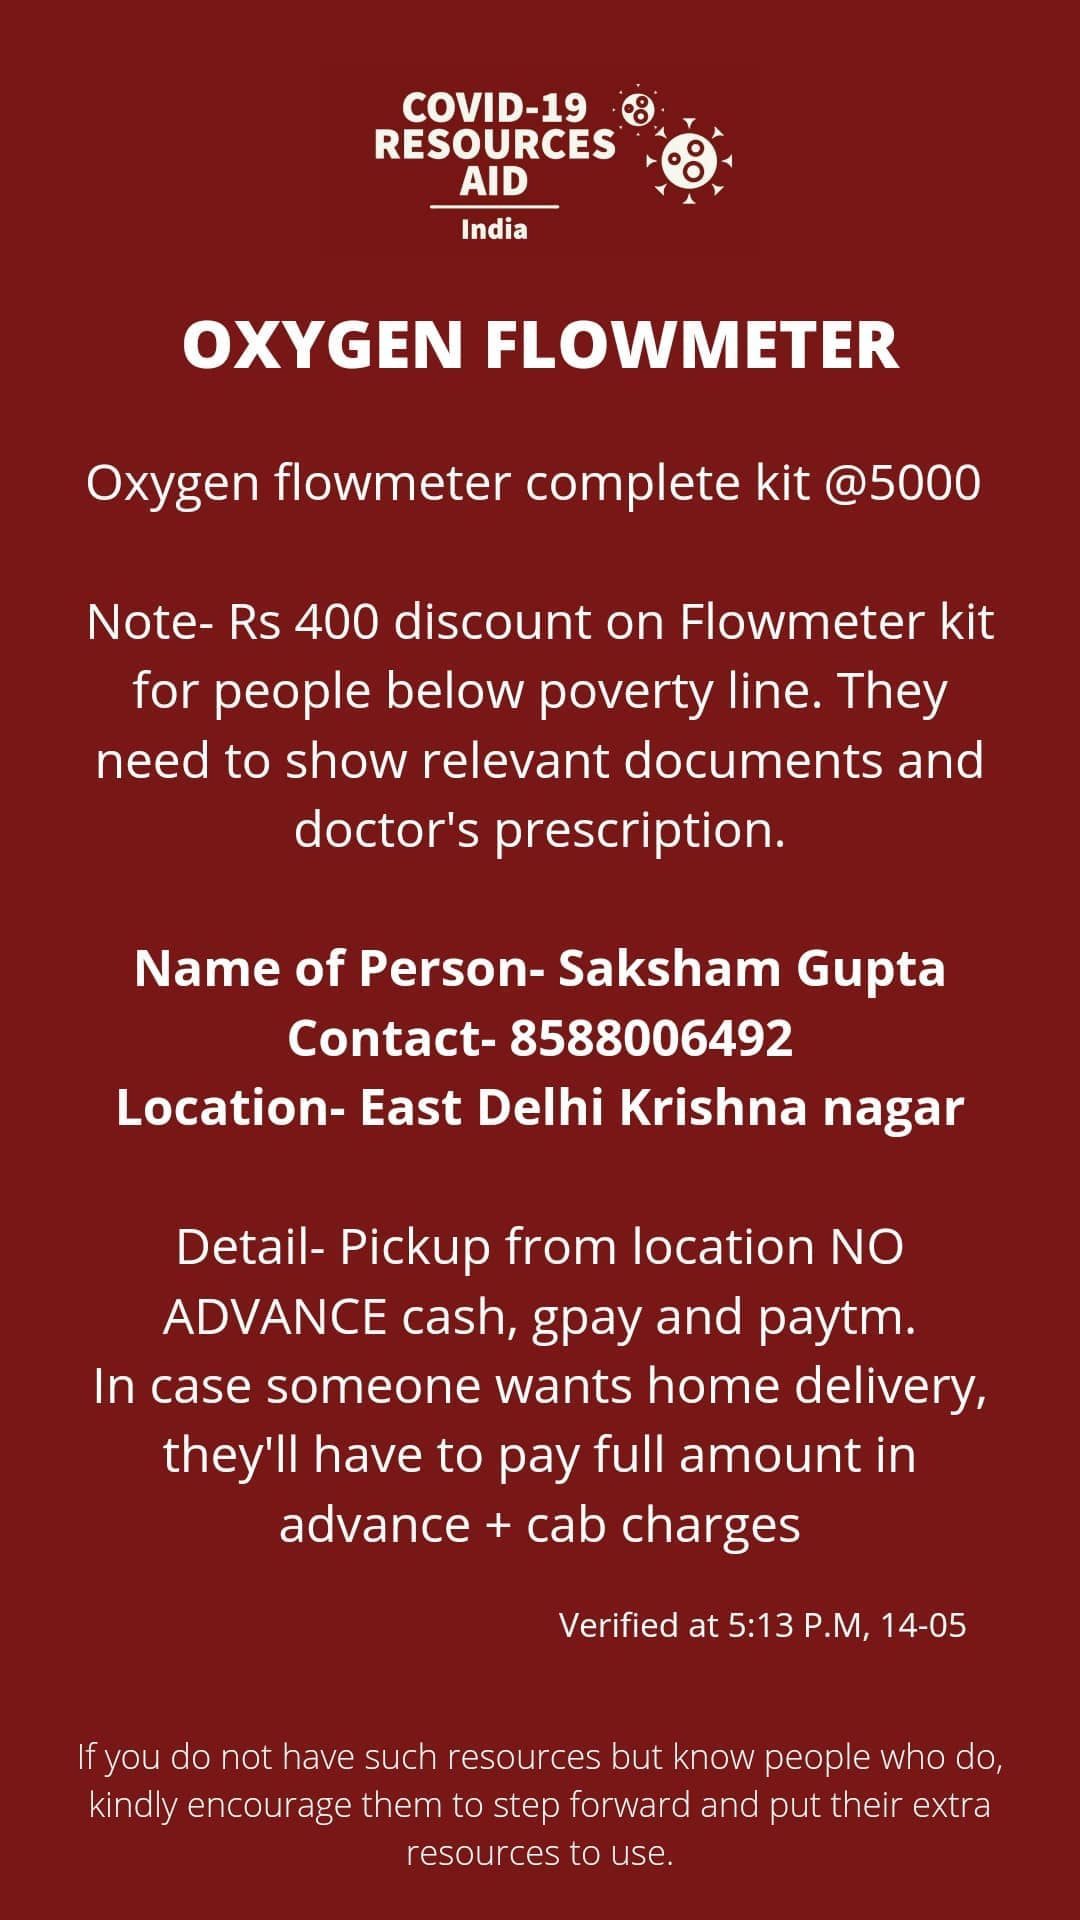 COVID-19
RESOURCES
AID
India
OXYGEN FLOWMETER
Oxygen flowmeter complete kit @5000
Note- Rs 400 discount on Flowmeter kit
for people below poverty line. They
need to show relevant documents and
doctor's prescription.
Name of Person- Saksham Gupta
Contact- 8588006492
Location- East Delhi Krishna nagar
Detail- Pickup from location NO
ADVANCE cash, gpay and paytm.
In case someone wants home delivery,
they'll have to pay full amount in
advance + cab charges
Verified at 5:13 P.M, 14-05
If you do not have such resources but know people who do,
kindly encourage them to step forward and put their extra
resources to use.